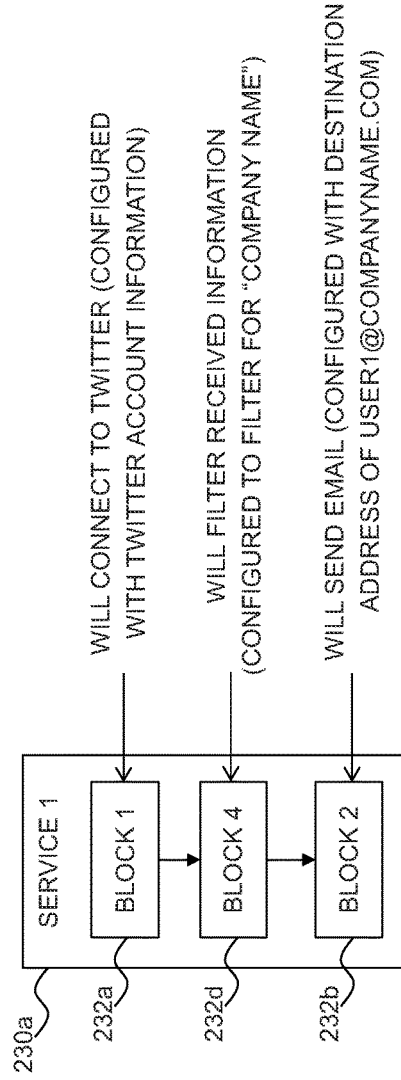 230a
SERVICE 1
232a
BLOCK 1
WILL CONNECT TO TWITTER (CONFIGURED
WITH TWITTER ACCOUNT INFORMATION)
232d
BLOCK 4
WILL FILTER RECEIVED INFORMATION
(CONFIGURED TO FILTER FOR “COMPANY NAME”)
232b
BLOCK 2
WILL SEND EMAIL (CONFIGURED WITH DESTINATION
ADDRESS OF USER1@COMPANYNAME.COM)